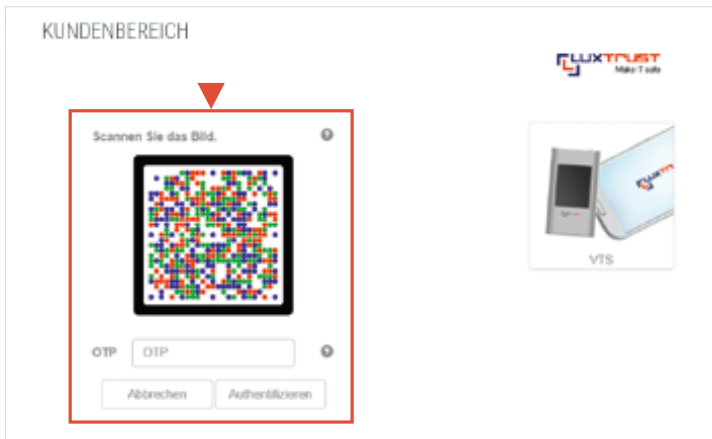 KUNDENBEREICH
LUXTRUST
Make IT safe
Scannen Sie das Bild.
VTS
OTP OTP
Abbrechen Authentifizieren